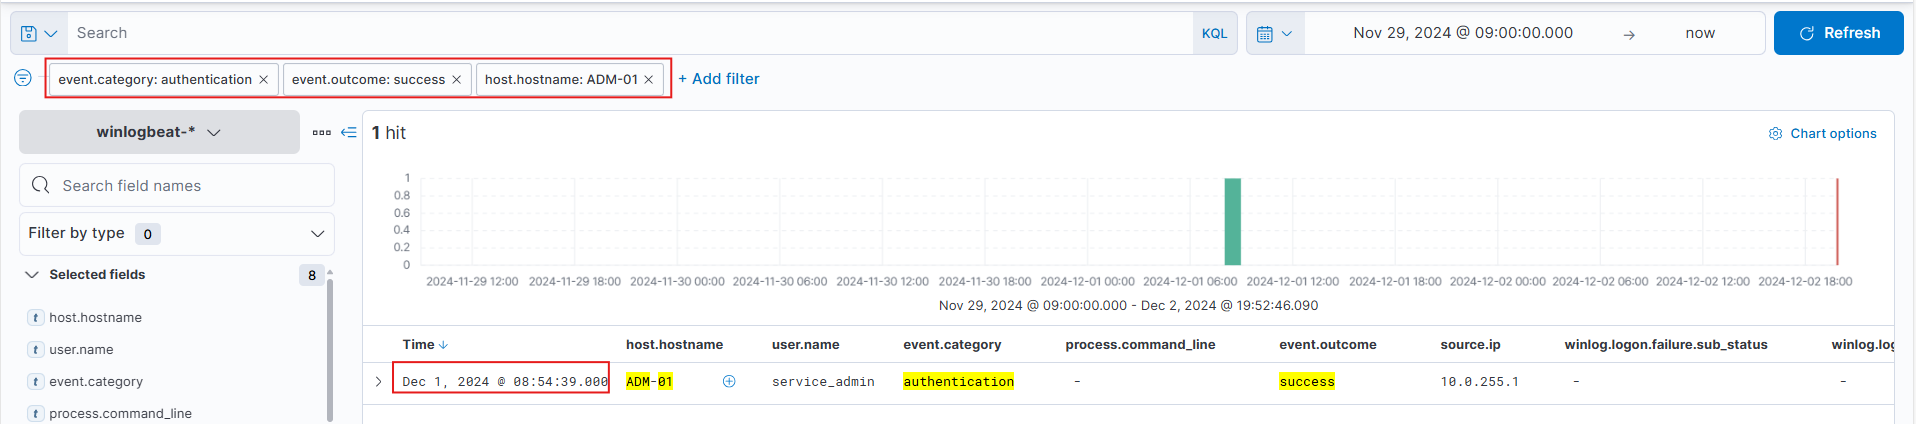 Search
KQL
Nov 29, 2024 @ 09:00:00.000 → now
Refresh
event.category: authentication ×
event.outcome: success ×
host.hostname: ADM-01 ×
+ Add filter
winlogbeat-*
Search field names
Filter by type 0
Selected fields 8
t host.hostname
t user.name
t event.category
t process.command_line
1 hit
Chart options
1
0.8
0.6
0.4
0.2
0
2024-11-29 12:00 2024-11-29 18:00 2024-11-30 00:00 2024-11-30 06:00 2024-11-30 12:00 2024-11-30 18:00 2024-12-01 00:00 2024-12-01 06:00 2024-12-01 12:00 2024-12-01 18:00 2024-12-02 00:00 2024-12-02 06:00 2024-12-02 12:00 2024-12-02 18:00
Nov 29, 2024 @ 09:00:00.000 - Dec 2, 2024 @ 19:52:46.090
Time ↓ host.hostname user.name event.category process.command_line event.outcome source.ip winlog.logon.failure.sub_status winlog.log
Dec 1, 2024 @ 08:54:39.000 ADM-01 service_admin authentication - success 10.0.255.1 - -